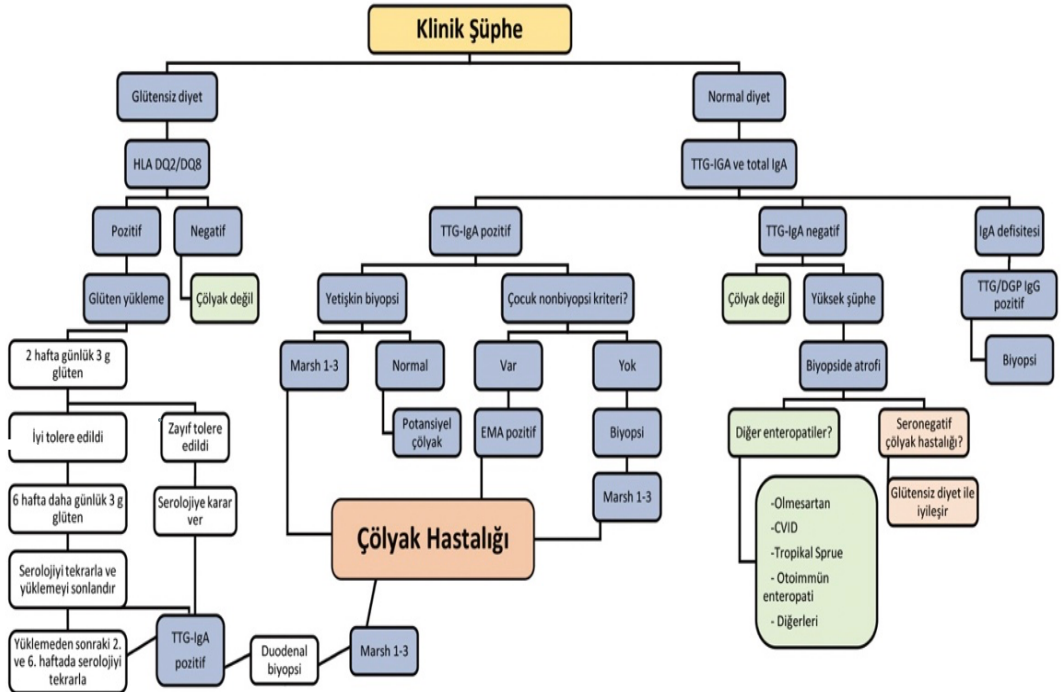 Klinik Şüphe
Glütensiz diyet
Normal diyet
HLA DQ2/DQ8
TTG-IGA ve total IgA
Pozitif
Negatif
TTG-IgA pozitif
TTG-IgA negatif
IgA defisitesi
Glüten yükleme
Çölyak değil
Yetişkin biyopsi
Çocuk nonbiyopsi kriteri?
Çölyak değil
Yüksek şüphe
TTG/DGP IgG
pozitif
2 hafta günlük 3 g
glüten
Marsh 1-3
Normal
Var
Yok
Biyopside atrofi
Biyopsi
İyi tolere edildi
Zayıf tolere
edildi
Potansiyel
çölyak
EMA pozitif
Biyopsi
Diğer enteropatiler?
Seronegatif
çölyak hastalığı?
6 hafta daha günlük 3 g
glüten
Serolojiye karar
ver
Marsh 1-3
Glütensiz diyet ile
iyileşir
Çölyak Hastalığı
-Olmesartan
-CVID
-Tropikal Sprue
- Otoimmün
enteropati
- Diğerleri
Serolojiyi tekrarla ve
yüklemeyi sonlandır
Yüklemeden sonraki 2.
ve 6. haftada serolojiyi
tekrarla
TTG-IgA
pozitif
Duodenal
biyopsi
Marsh 1-3